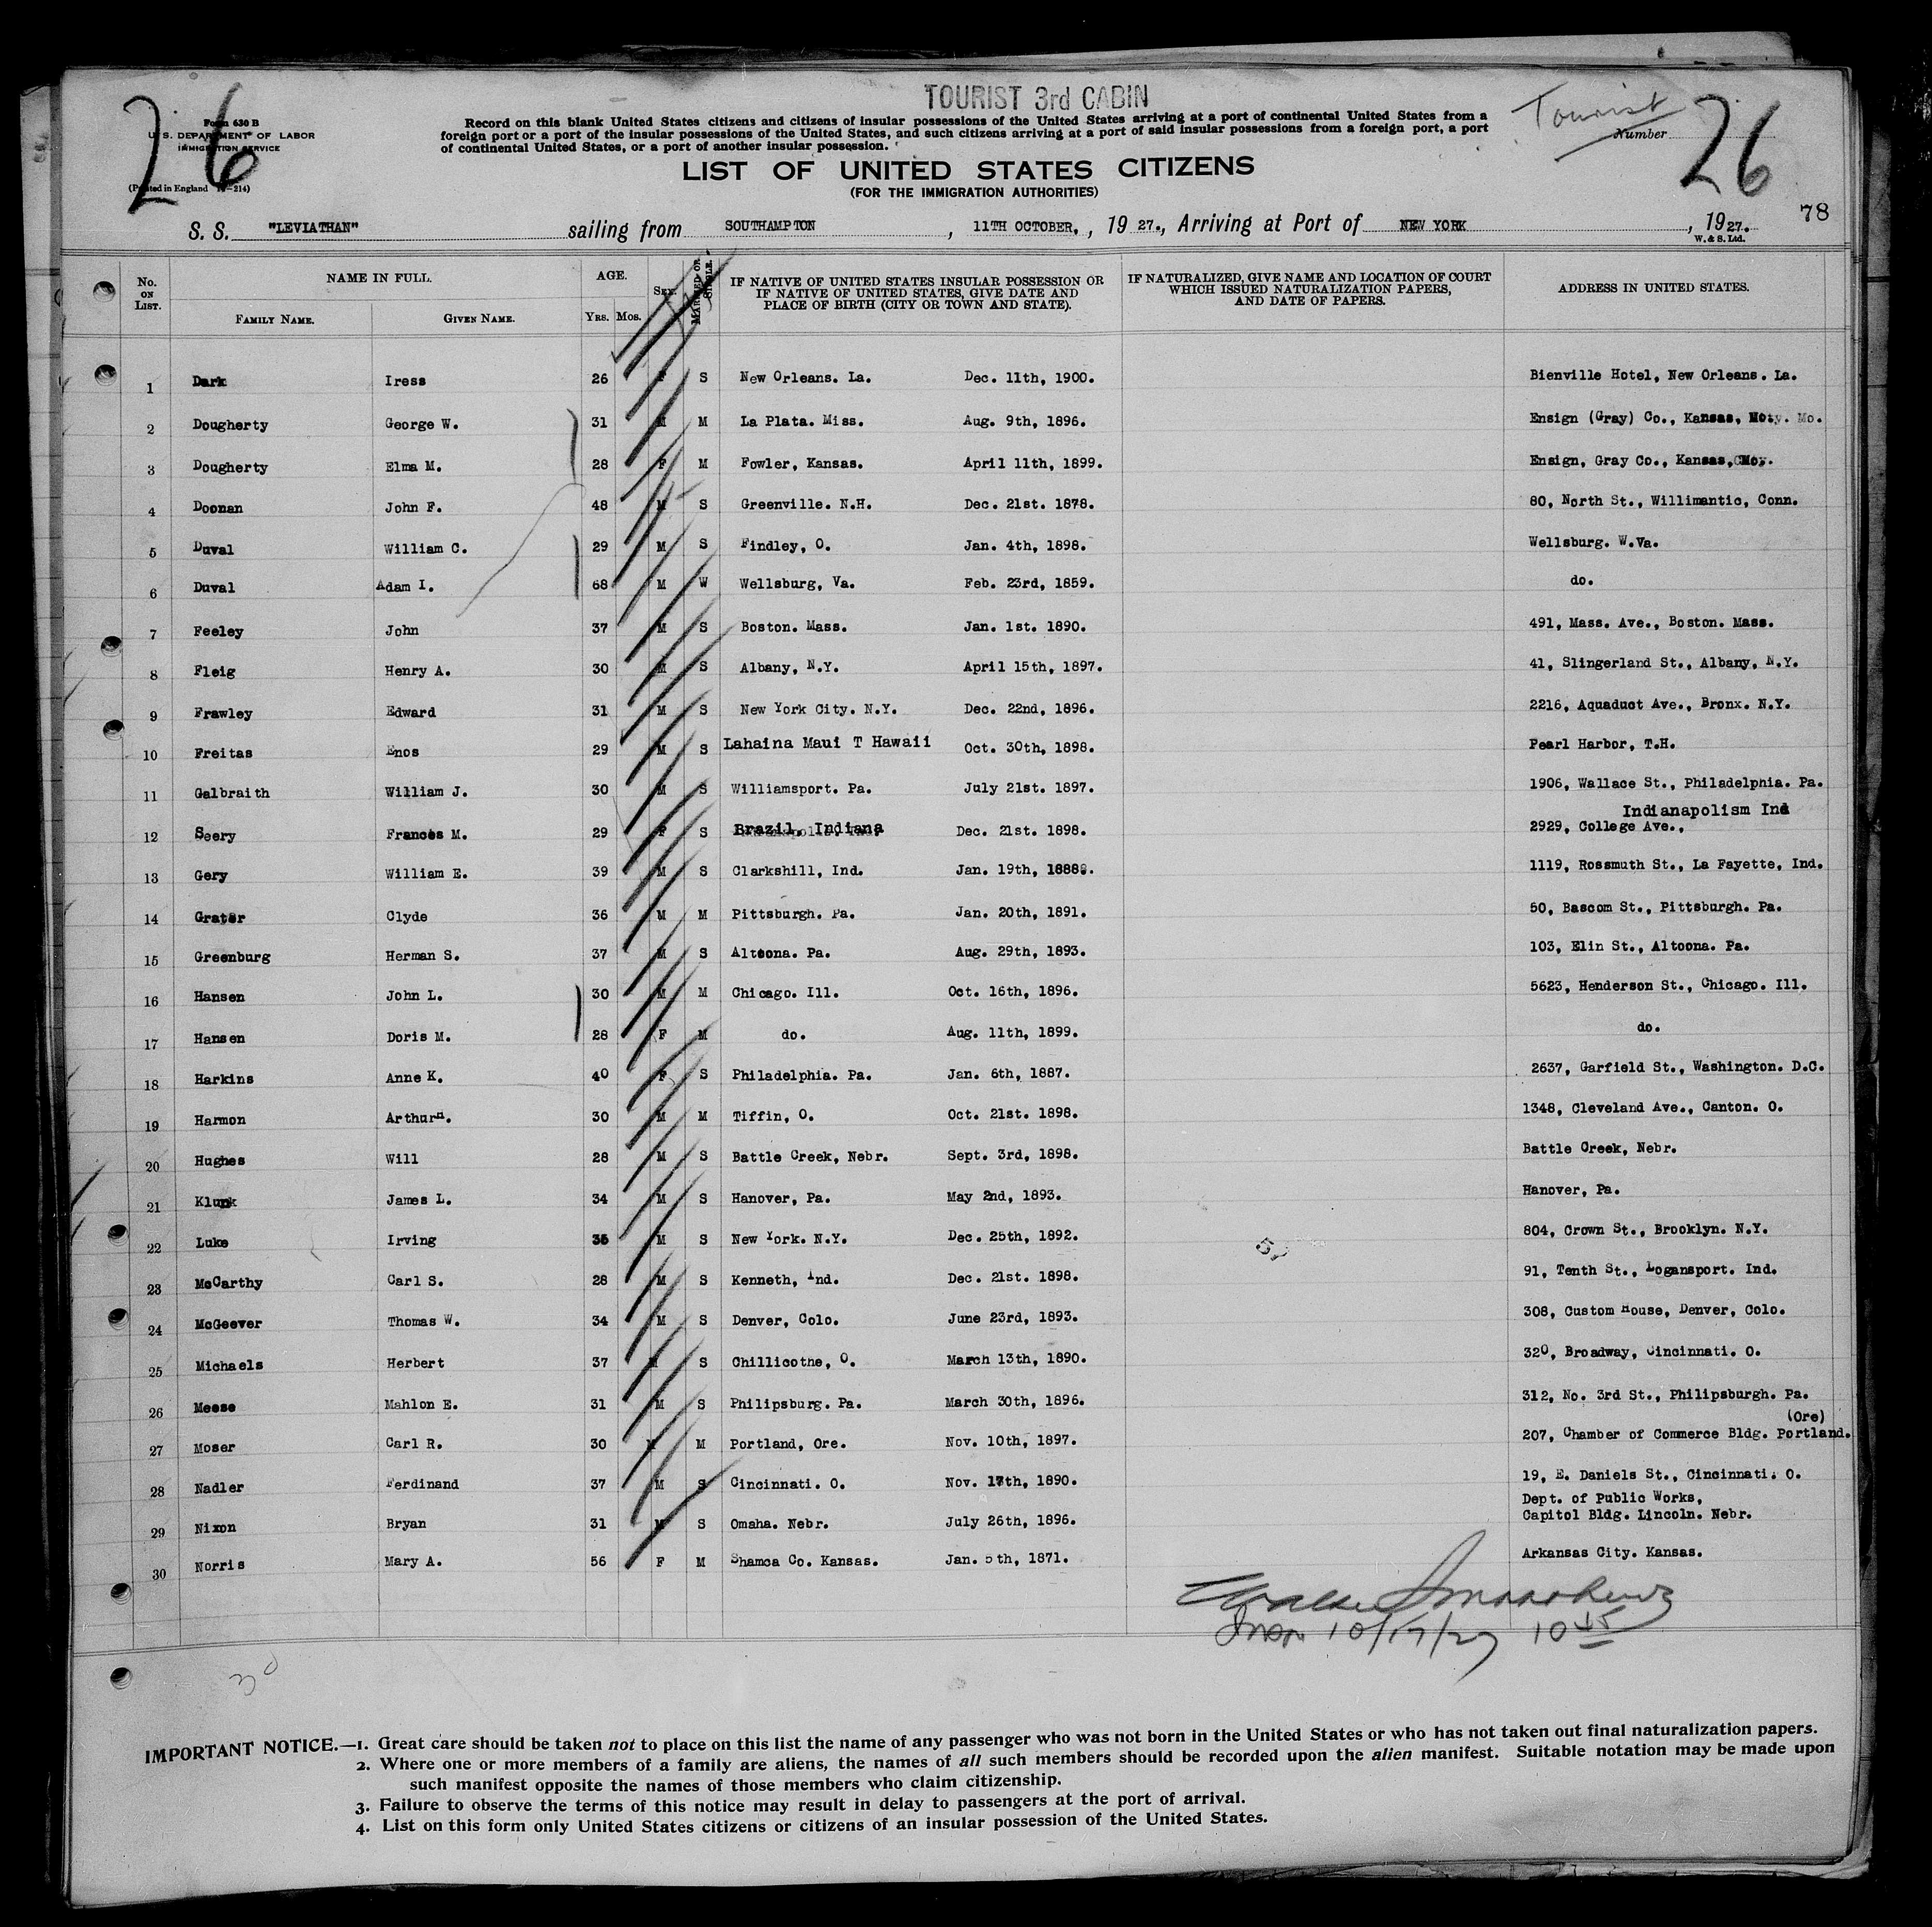 TOURIST 3rd CABIN
Tourist
26
Form 630 B
U. S. DEPARTMENT OF LABOR
IMMIGRATION SERVICE
(Printed in England
Record on this blank United States citizens and citizens of insular possessions of the United States arriving at a port of continental United States from a
foreign port or a port of the insular possessions of the United States, and such citizens arriving at a port of said insular possessions from a foreign port, a port
of continental United States, or a port of another insular possession.
Number
26
LIST OF UNITED STATES CITIZENS
(FOR THE IMMIGRATION AUTHORITIES)
78
S. S. "LEVIATHAN" sailing from SOUTHAMPTON, 11TH OCTOBER, , 19 27., Arriving at Port of NEW YORK, 1927.
W. & S. Ltd.
No. ON LIST. NAME IN FULL. AGE. SEX. MARRIED OR SINGLE. IF NATIVE OF UNITED STATES INSULAR POSSESSION OR IF NATIVE OF UNITED STATES, GIVE DATE AND PLACE OF BIRTH (CITY OR TOWN AND STATE). IF NATURALIZED, GIVE NAME AND LOCATION OF COURT WHICH ISSUED NATURALIZATION PAPERS, AND DATE OF PAPERS. ADDRESS IN UNITED STATES.
FAMILY NAME. GIVEN NAME. YRS. MOS.
1 Dark Iress 26 F S New Orleans. La. Dec. 11th, 1900. Bienville Hotel, New Orleans. La.
2 Dougherty George W. 31 M M La Plata. Miss. Aug. 9th, 1896. Ensign (Gray) Co., Kansas, Mo.
3 Dougherty Elma M. 28 F M Fowler, Kansas. April 11th, 1899. Ensign, Gray Co., Kansas,
4 Doonan John F. 48 M S Greenville. N.H. Dec. 21st. 1878. 80, North St., Willimantic, Conn.
5 Duval William C. 29 M S Findley, O. Jan. 4th, 1898. Wellsburg. W.Va.
6 Duval Adam I. 68 M W Wellsburg, Va. Feb. 23rd, 1859. do.
7 Feeley John 37 M S Boston. Mass. Jan. 1st. 1890. 491, Mass. Ave., Boston. Mass.
8 Fleig Henry A. 30 M S Albany, N.Y. April 15th, 1897. 41, Slingerland St., Albany, N.Y.
9 Frawley Edward 31 M S New York City. N.Y. Dec. 22nd, 1896. 2216, Aquaduct Ave., Bronx. N.Y.
10 Freitas Enos 29 M S Lahaina Maui T Hawaii Oct. 30th, 1898. Pearl Harbor, T.H.
11 Galbraith William J. 30 M S Williamsport. Pa. July 21st. 1897. 1906, Wallace St., Philadelphia. Pa.
Indianapolism Ind
12 Seery Frances M. 29 F S Brazil, Indiana Dec. 21st. 1898. 2929, College Ave.,
13 Gery William E. 39 M S Clarkshill, Ind. Jan. 19th, 1888. 1119, Rossmuth St., La Fayette, Ind.
14 Grater Clyde 36 M M Pittsburgh. Pa. Jan. 20th, 1891. 50, Bascom St., Pittsburgh. Pa.
15 Greenburg Herman S. 37 M S Altoona. Pa. Aug. 29th, 1893. 103, Elin St., Altoona. Pa.
16 Hansen John L. 30 M M Chicago. Ill. Oct. 16th, 1896. 5623, Henderson St., Chicago. Ill.
17 Hansen Doris M. 28 F M do. Aug. 11th, 1899. do.
18 Harkins Anne K. 40 F S Philadelphia. Pa. Jan. 6th, 1887. 2637, Garfield St., Washington. D.C.
19 Harmon Arthur H. 30 M M Tiffin, O. Oct. 21st. 1898. 1348, Cleveland Ave., Canton. O.
20 Hughes Will 28 M S Battle Creek, Nebr. Sept. 3rd, 1898. Battle Creek, Nebr.
21 Klunk James L. 34 M S Hanover, Pa. May 2nd, 1893. Hanover, Pa.
22 Luke Irving 35 M S New York. N.Y. Dec. 25th, 1892. 804, Crown St., Brooklyn. N.Y.
23 McCarthy Carl S. 28 M S Kenneth, Ind. Dec. 21st. 1898. 91, Tenth St., Logansport. Ind.
24 McGeever Thomas W. 34 M S Denver, Colo. June 23rd, 1893. 308, Custom House, Denver, Colo.
25 Michaels Herbert 37 M S Chillicothe, O. March 13th, 1890. 320, Broadway, Cincinnati. O.
26 Meese Mahlon E. 31 M S Philipsburg. Pa. March 30th, 1896. 312, No. 3rd St., Philipsburgh. Pa.
(Ore)
27 Moser Carl R. 30 M M Portland, Ore. Nov. 10th, 1897. 207, Chamber of Commerce Bldg. Portland.
28 Nadler Ferdinand 37 M S Cincinnati. O. Nov. 17th, 1890. 19, E. Daniels St., Cincinnati. O.
Dept. of Public Works,
29 Nixon Bryan 31 M S Omaha. Nebr. July 26th, 1896. Capitol Bldg. Lincoln. Nebr.
30 Norris Mary A. 56 F M Shamca Co. Kansas. Jan. 5th, 1871. Arkansas City. Kansas.
10/17/27 10 15
30
IMPORTANT NOTICE.—1. Great care should be taken not to place on this list the name of any passenger who was not born in the United States or who has not taken out final naturalization papers.
2. Where one or more members of a family are aliens, the names of all such members should be recorded upon the alien manifest. Suitable notation may be made upon
such manifest opposite the names of those members who claim citizenship.
3. Failure to observe the terms of this notice may result in delay to passengers at the port of arrival.
4. List on this form only United States citizens or citizens of an insular possession of the United States.